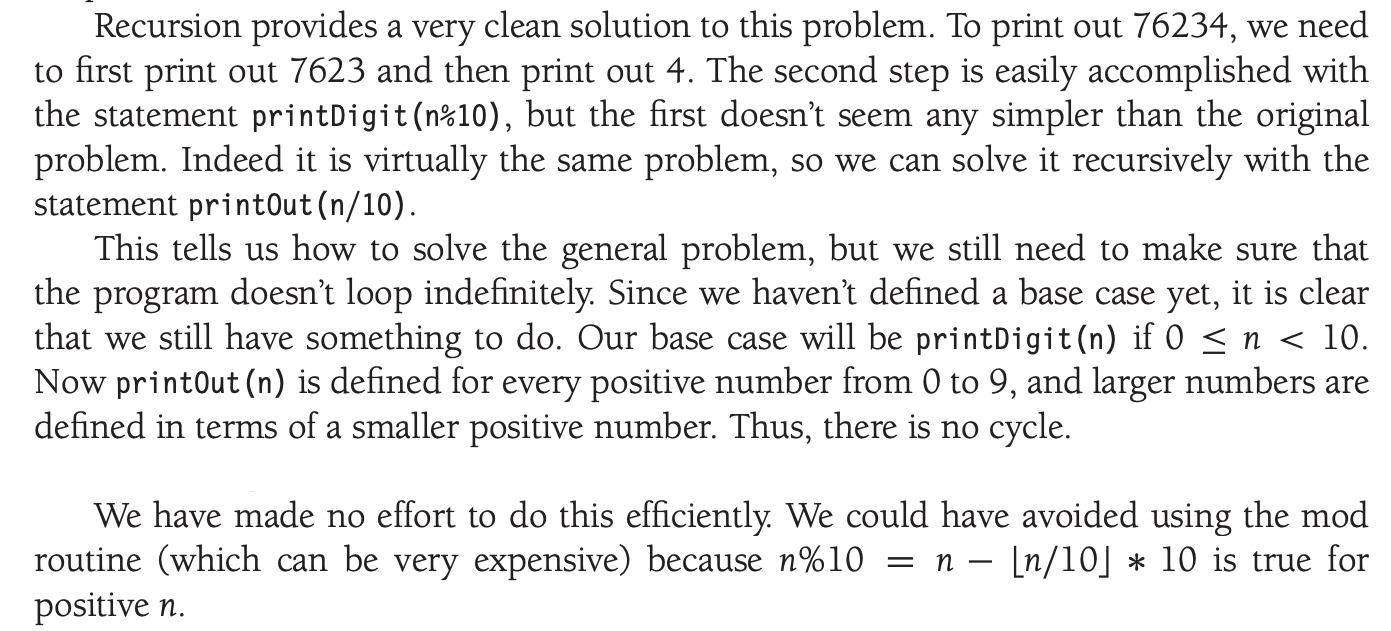 Recursion provides a very clean solution to this problem. To print out 76234, we need
to first print out 7623 and then print out 4. The second step is easily accomplished with
the statement printDigit(n%10), but the first doesn’t seem any simpler than the original
problem. Indeed it is virtually the same problem, so we can solve it recursively with the
statement printOut(n/10).
This tells us how to solve the general problem, but we still need to make sure that
the program doesn’t loop indefinitely. Since we haven’t defined a base case yet, it is clear
that we still have something to do. Our base case will be printDigit(n) if 0 ≤ n < 10.
Now printOut(n) is defined for every positive number from 0 to 9, and larger numbers are
defined in terms of a smaller positive number. Thus, there is no cycle.
We have made no effort to do this efficiently. We could have avoided using the mod
routine (which can be very expensive) because n%10 = n − ⌊n/10⌋ ∗ 10 is true for
positive n.